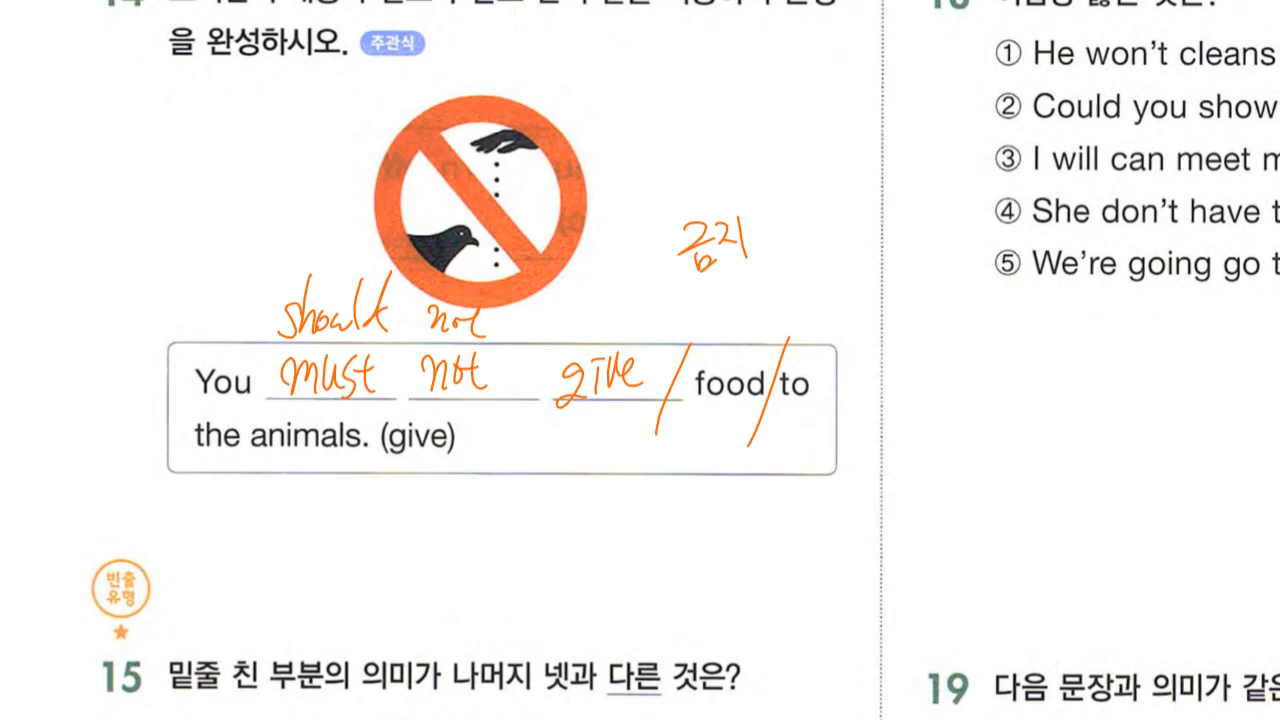 을 완성하시오. 주관식
금지
should not
You must not give / food / to
the animals. (give)
빈출
유형
15 밑줄 친 부분의 의미가 나머지 넷과 다른 것은?
① He won't cleans
② Could you show
③ I will can meet
④ She don't have
⑤ We're going go
19 다음 문장과 의미가